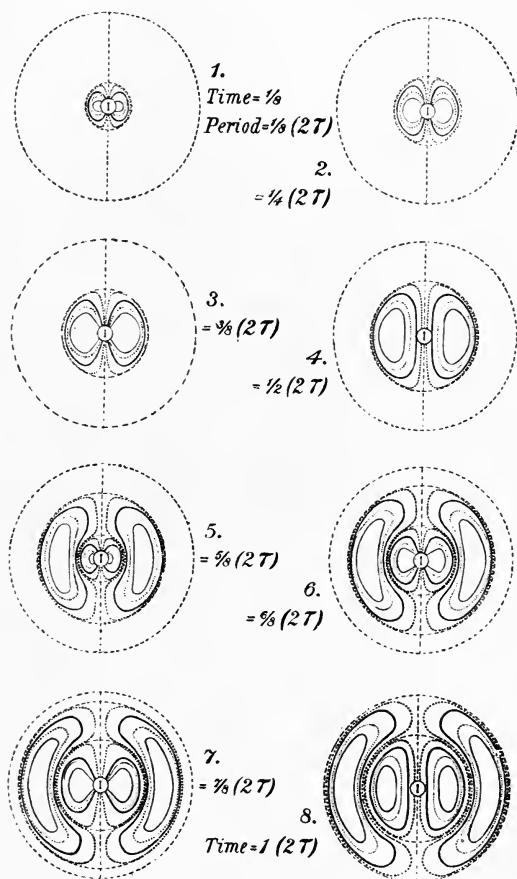 1.
Time = 1/8
Period = 1/8 (2T)
2.
= 1/4 (2T)
3.
= 3/8 (2T)
4.
= 1/2 (2T)
5.
= 5/8 (2T)
6.
= 6/8 (2T)
7.
= 7/8 (2T)
8.
Time = 1 (2T)